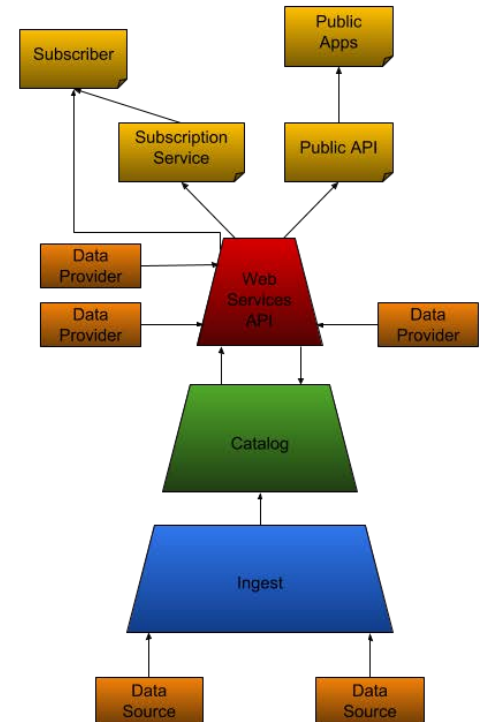 Public
Apps
Subscriber
Subscription
Service
Public API
Data
Provider
Web
Services
API
Data
Provider
Data
Provider
Catalog
Ingest
Data
Source
Data
Source